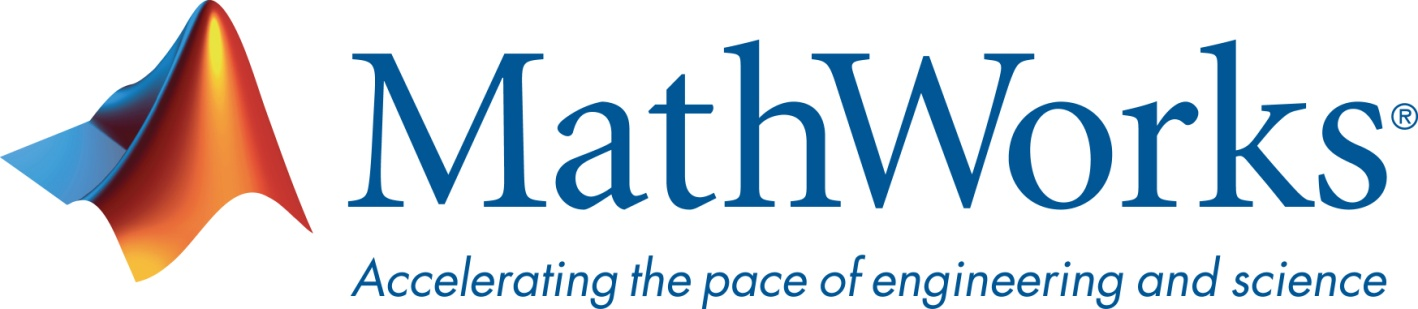 MathWorks®
Accelerating the pace of engineering and science